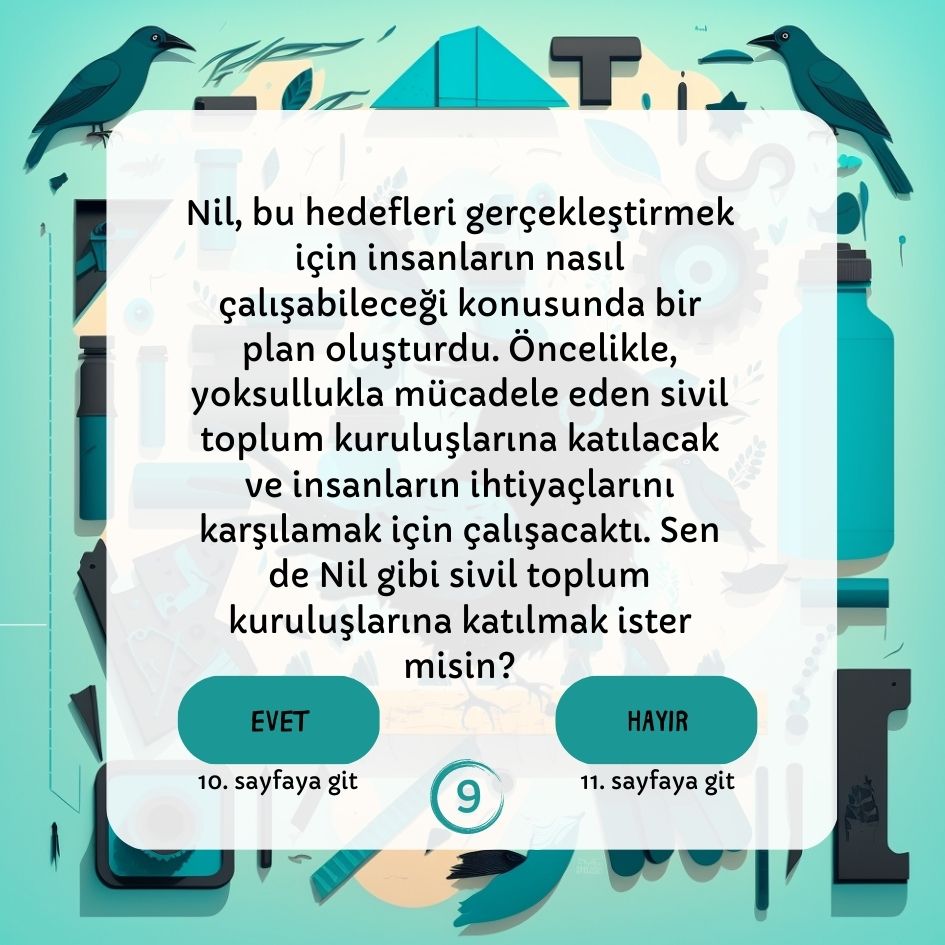 Nil, bu hedefleri gerçekleştirmek
için insanların nasıl
çalışabileceği konusunda bir
plan oluşturdu. Öncelikle,
yoksullukla mücadele eden sivil
toplum kuruluşlarına katılacak
ve insanların ihtiyaçlarını
karşılamak için çalışacaktı. Sen
de Nil gibi sivil toplum
kuruluşlarına katılmak ister
misin?
EVET
HAYIR
10. sayfaya git
11. sayfaya git
9